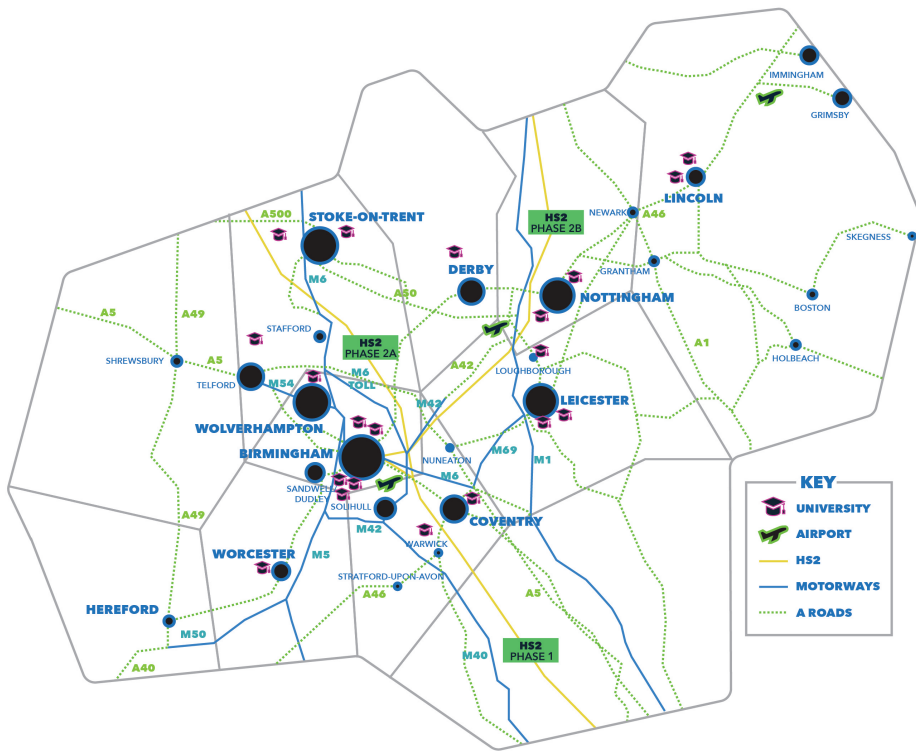 IMMINGHAM
GRIMSBY
LINCOLN
A500
STOKE-ON-TRENT
HS2
PHASE 2B
NEWARK
A46
SKEGNESS
M6
DERBY
A50
NOTTINGHAM
GRANTHAM
BOSTON
A5
A49
STAFFORD
HS2
PHASE 2A
A1
HOLBEACH
SHREWSBURY
A5
TELFORD
M54
M6
TOLL
A42
LOUGHBOROUGH
M42
LEICESTER
WOLVERHAMPTON
BIRMINGHAM
NUNEATON
M69
M1
M6
SANDWELL
DUDLEY
SOLIHULL
COVENTRY
A49
M42
WARWICK
WORCESTER
M5
STRATFORD-UPON-AVON
A46
A5
HEREFORD
M50
A40
M40
HS2
PHASE 1
KEY
UNIVERSITY
AIRPORT
HS2
MOTORWAYS
A ROADS